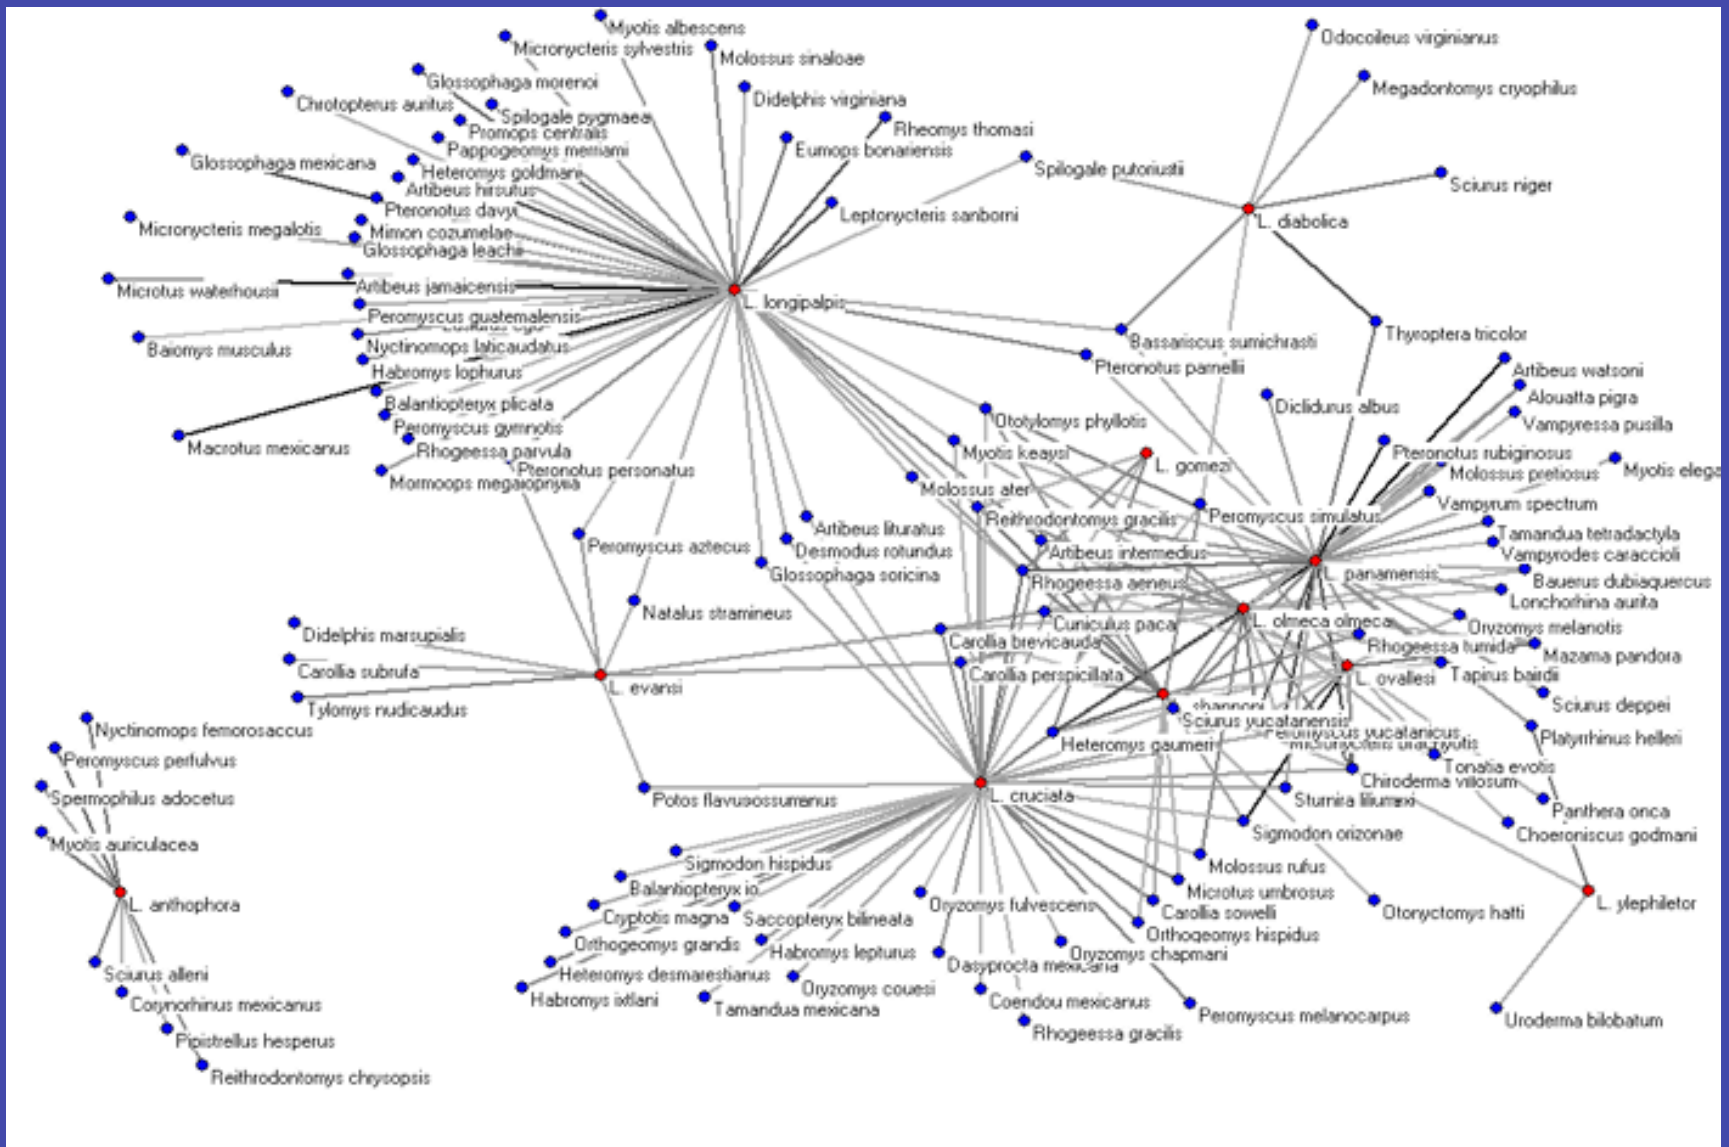 Myotis albescens
Odocoileus virginianus
Micronycteris sylvestris
Molossus sinaloae
Glossophaga morenoi
Megadontomys cryophilus
Didelphis virginiana
Chrotopterus auritus
Spilogale pygmaea
Rheomys thomasi
Promops centralis
Pappogeomys merriami
Eumops bonariensis
Glossophaga mexicana
Spilogale putoriustii
Heteromys goldmani
Sciurus niger
Artibeus hirsutus
Pteronotus davyi
Leptonycteris sanborni
L. diabolica
Micronycteris megalotis
Mimon cozumelae
Glossophaga leachii
Artibeus jamaicensis
Microtus waterhousii
L. longipalpis
Peromyscus guatemalensis
Thyroptera tricolor
Bassariscus sumichrasti
Nyctinomops laticaudatus
Baiomys musculus
Pteronotus parnellii
Artibeus watsoni
Habromys lophurus
Alouatta pigra
Balantiopteryx plicata
Diclidurus albus
Ototylomys phyllotis
Vampyressa pusilla
Peromyscus gymnotis
Macrotus mexicanus
Rhogeessa parvula
Myotis keaysi
Pteronotus rubiginosus
L. gomezi
Pteronotus personatus
Molossus pretiosus
Myotis elega
Mormoops
Molossus ater
Vampyrum spectrum
Reithrodontomys gracilis
Peromyscus simulatus
Artibeus lituratus
Tamandua tetradactyla
Peromyscus aztecus
Desmodus rotundus
Artibeus intermedius
Vampyrodes caraccioli
Glossophaga soricina
Rhogeessa aeneus
L. panamensis
Bauerus dubiaquercus
Lonchorhina aurita
Natalus stramineus
Cuniculus paca
L. olmeca olmeca
Oryzomys melanotis
Didelphis marsupialis
Carollia brevicauda
Rhogeessa tumida
Mazama pandora
Carollia subrufa
Carollia perspicillata
L. ovallesi
Tapirus bairdii
L. evansi
Tylomys nudicaudus
Sciurus deppei
Sciurus yucatanensis
Nyctinomops femorosaccus
Peromyscus yucatanicus
Heteromys gaumeri
Platyrrhinus helleri
Peromyscus perfulvus
Tonatia evotis
Chiroderma villosum
Spermophilus adocetus
Potos
L. cruciata
Sturnira
Panthera onca
Sigmodon orizonae
Choeroniscus godmani
Myotis auriculacea
Sigmodon hispidus
Molossus rufus
Balantiopteryx io
Microtus umbrosus
L. anthophora
Oryzomys fulvescens
L. ylephiletor
Cryptotis magna
Saccopteryx bilineata
Carollia sowelli
Otonyctomys hatti
Orthogeomys hispidus
Orthogeomys grandis
Habromys lepturus
Oryzomys chapmani
Dasyprocta mexicana
Sciurus alleni
Heteromys desmarestianus
Oryzomys couesi
Corynorhinus mexicanus
Habromys ixtlani
Tamandua mexicana
Coendou mexicanus
Peromyscus melanocarpus
Uroderma bilobatum
Rhogeessa gracilis
Pipistrellus hesperus
Reithrodontomys chrysopsis